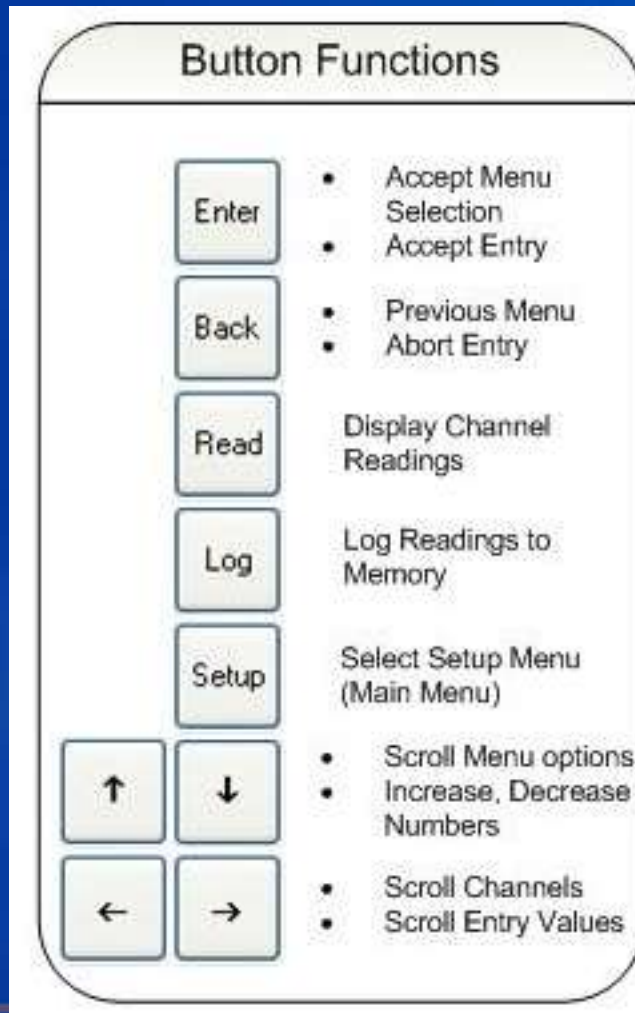 Button Functions
Enter
• Accept Menu
Selection
• Accept Entry
Back
• Previous Menu
• Abort Entry
Read
Display Channel
Readings
Log
Log Readings to
Memory
Setup
Select Setup Menu
(Main Menu)
↑ ↓
• Scroll Menu options
• Increase, Decrease
Numbers
← →
• Scroll Channels
• Scroll Entry Values